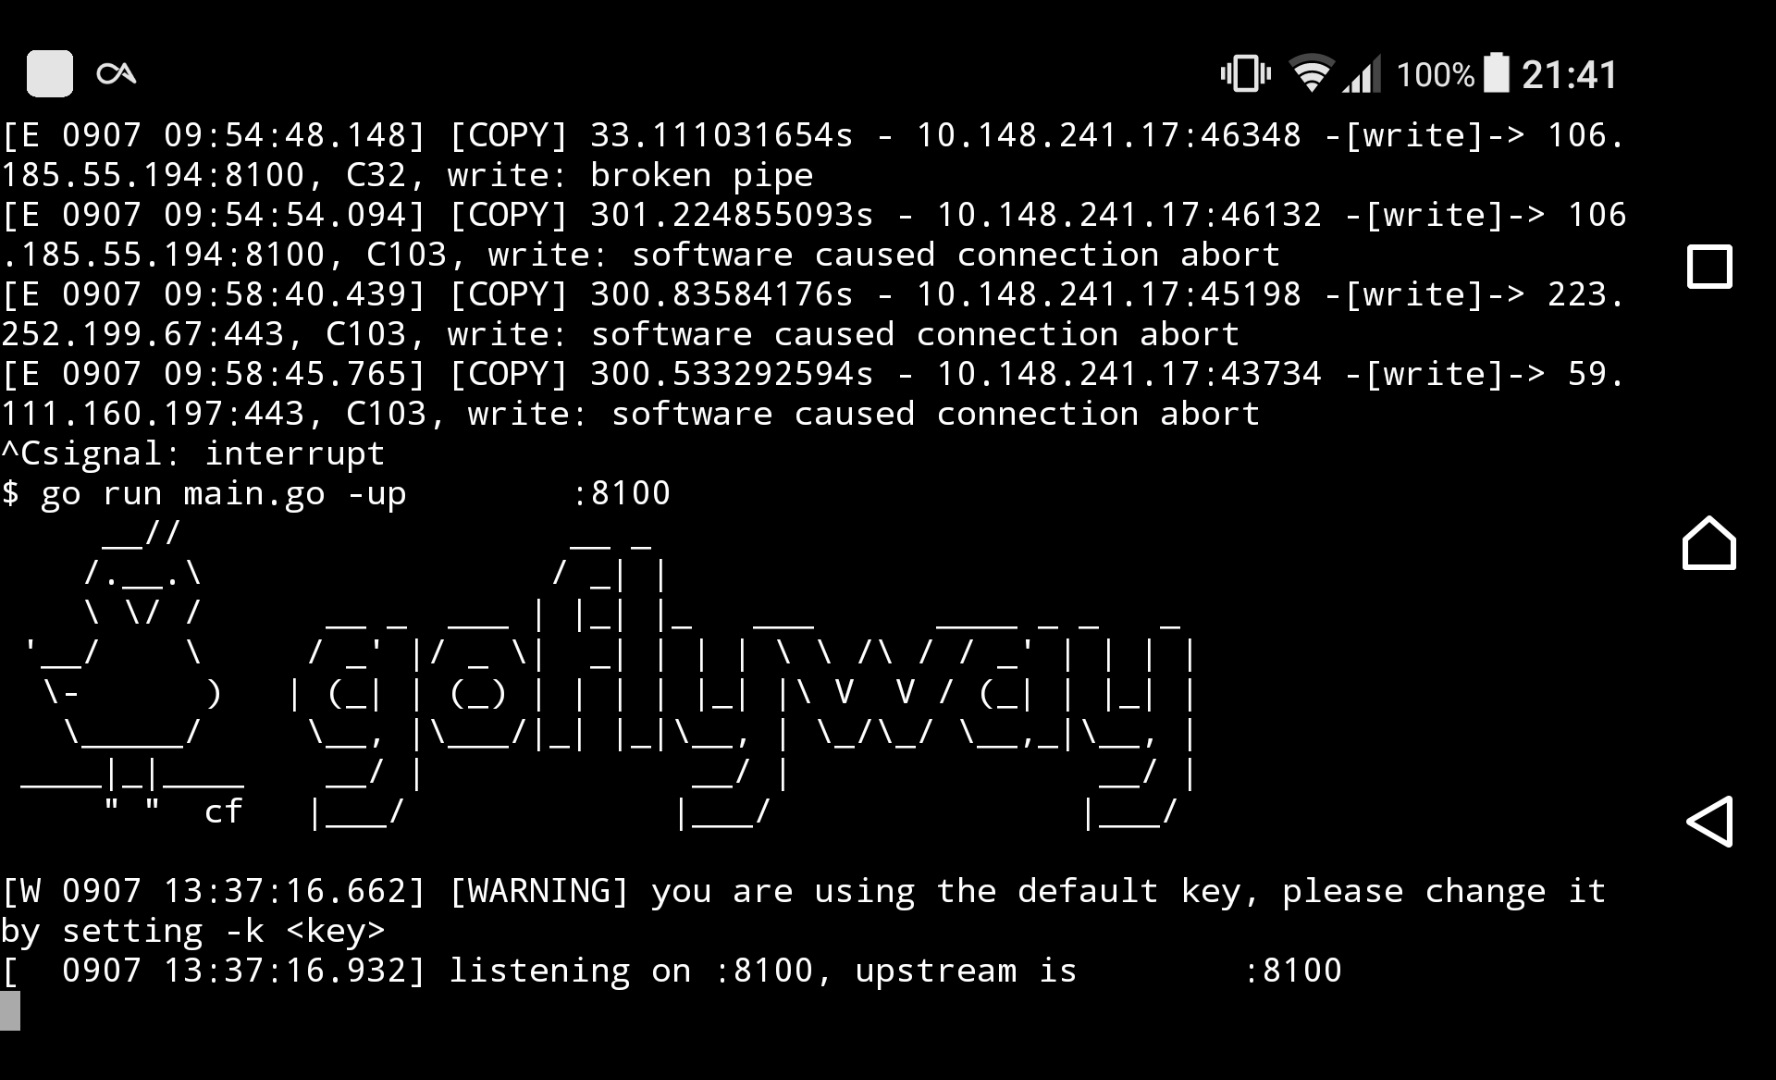 100% 21:41
[E 0907 09:54:48.148] [COPY] 33.111031654s - 10.148.241.17:46348 -[write]-> 106.
185.55.194:8100, C32, write: broken pipe
[E 0907 09:54:54.094] [COPY] 301.224855093s - 10.148.241.17:46132 -[write]-> 106
.185.55.194:8100, C103, write: software caused connection abort
[E 0907 09:58:40.439] [COPY] 300.83584176s - 10.148.241.17:45198 -[write]-> 223.
252.199.67:443, C103, write: software caused connection abort
[E 0907 09:58:45.765] [COPY] 300.533292594s - 10.148.241.17:43734 -[write]-> 59.
111.160.197:443, C103, write: software caused connection abort
^Csignal: interrupt
$ go run main.go -up        :8100
goflyway
cf
[W 0907 13:37:16.662] [WARNING] you are using the default key, please change it
by setting -k <key>
[  0907 13:37:16.932] listening on :8100, upstream is        :8100